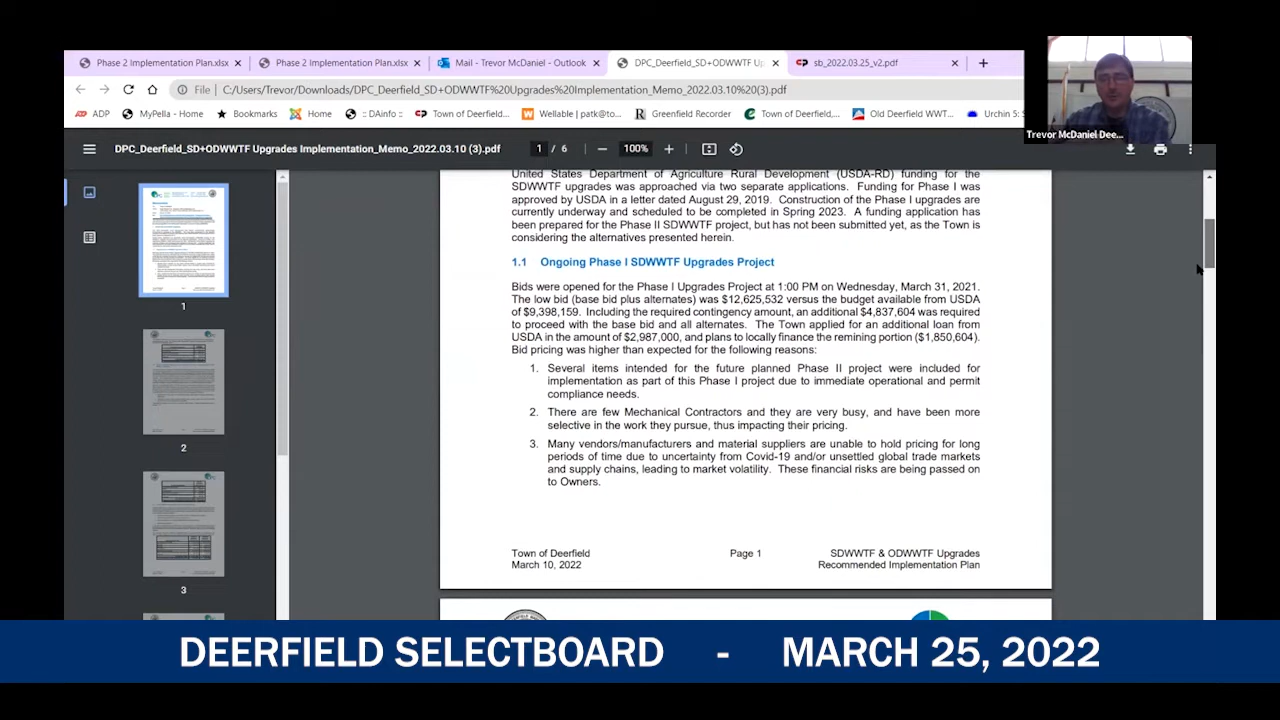 Phase 2 Implementation Plan.xlsx
Phase 2 Implementation Plan.xlsx
Mail - Trevor McDaniel - Outlook
DPC_Deerfield_SD+ODWWTF Up
sb_2022.03.25_v2.pdf
File
C:/Users/Trevor/Downloads/DPC_Deerfield_SD+ODWWTF%20Upgrades%20Implementation_Memo_2022.03.10%20(3).pdf
ADP
MyPella - Home
Bookmarks
Home
:: DAinfo ::
Town of Deerfield...
Wellable | patk@to...
Greenfield Recorder
Town of Deerfield,...
Old Deerfield WWT...
Urchin 5:
Trevor McDaniel Dee...
DPC_Deerfield_SD+ODWWTF Upgrades Implementation_Memo_2022.03.10 (3).pdf
1 / 6
100%
United States Department of Agriculture Rural Development (USDA-RD) funding for the
SDWWTF upgrades was approached via two separate applications. Funding for Phase I was
approved by USDA in a letter dated August 29, 2019. Construction of the Phase I upgrades are
currently underway and scheduled to be completed in Spring 2023. A funding application has
been prepared for the Phase II SDWWTF project, but has not been submitted yet, as the Town is
considering the alternatives presented herein.
1.1 Ongoing Phase I SDWWTF Upgrades Project
Bids were opened for the Phase I Upgrades Project at 1:00 PM on Wednesday, March 31, 2021.
The low bid (base bid plus alternates) was $12,625,532 versus the budget available from USDA
of $9,398,159. Including the required contingency amount, an additional $4,837,604 was required
to proceed with the base bid and all alternates. The Town applied for an additional loan from
USDA in the amount of $2,987,000, and plans to locally finance the remining portion ($1,850,604).
Bid pricing was higher than expected for the following reasons:
1. Several items intended for the future planned Phase II project were included for
implementation as part of this Phase I project due to immediate operational and permit
compliance needs.
2. There are few Mechanical Contractors and they are very busy, and have been more
selective in the work they pursue, thus impacting their pricing.
3. Many vendors/manufacturers and material suppliers are unable to hold pricing for long
periods of time due to uncertainty from Covid-19 and/or unsettled global trade markets
and supply chains, leading to market volatility. These financial risks are being passed on
to Owners.
Town of Deerfield
March 10, 2022
Page 1
SDWWTF & ODWWTF Upgrades
Recommended Implementation Plan
1
2
3
DEERFIELD SELECTBOARD - MARCH 25, 2022